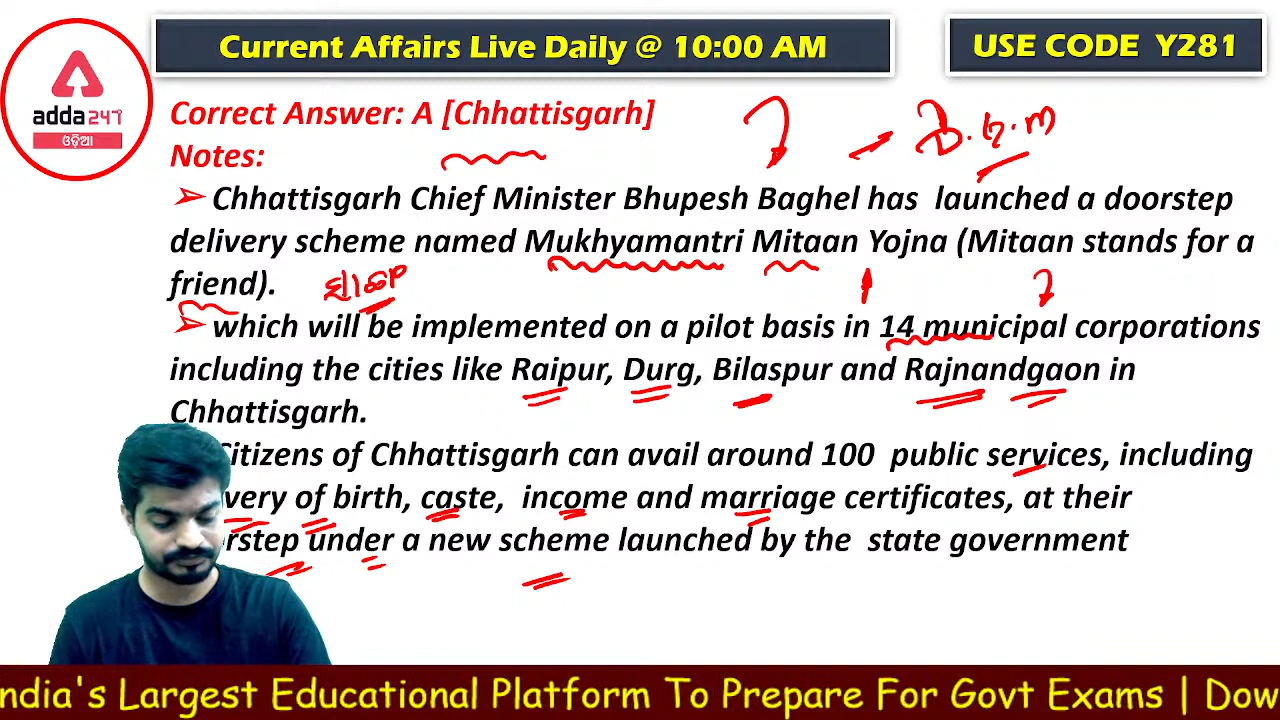 Current Affairs Live Daily @ 10:00 AM
USE CODE Y281
adda247
ଓଡ଼ିଆ
Correct Answer: A [Chhattisgarh]
Notes:
➢ Chhattisgarh Chief Minister Bhupesh Baghel has launched a doorstep
delivery scheme named Mukhyamantri Mitaan Yojna (Mitaan stands for a
friend).
➢ which will be implemented on a pilot basis in 14 municipal corporations
including the cities like Raipur, Durg, Bilaspur and Rajnandgaon in
Chhattisgarh.
Citizens of Chhattisgarh can avail around 100 public services, including
very of birth, caste, income and marriage certificates, at their
rstep under a new scheme launched by the state government
ndia's Largest Educational Platform To Prepare For Govt Exams | Dow